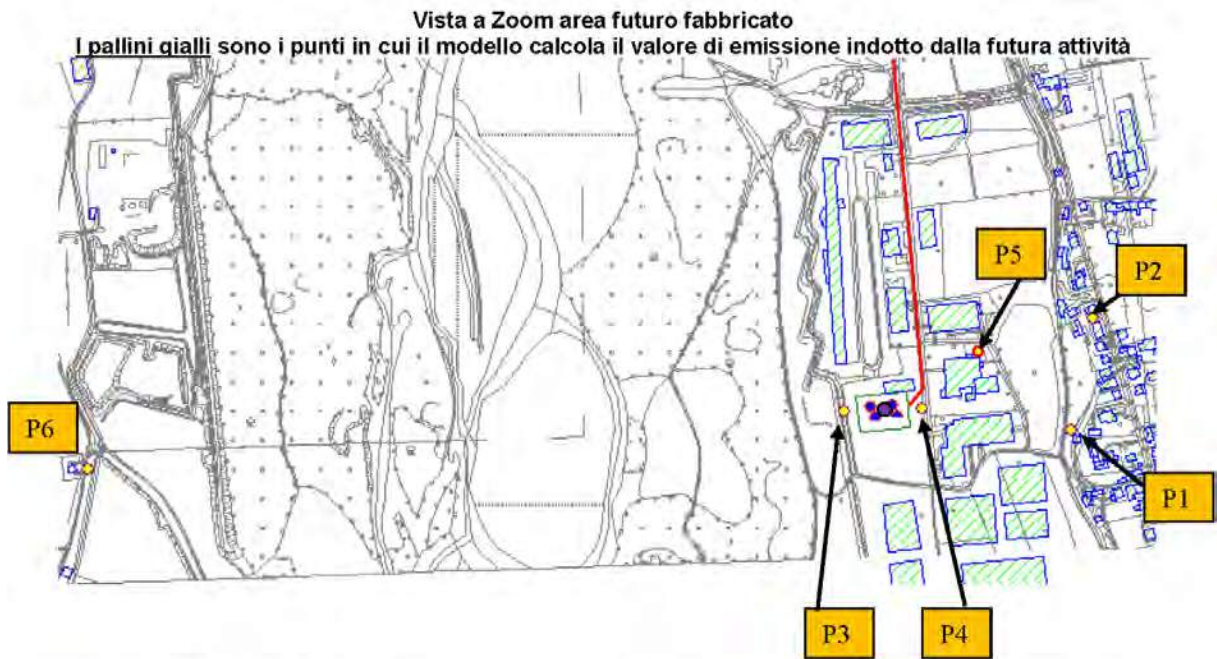 Vista a Zoom area futuro fabbricato
I pallini gialli sono i punti in cui il modello calcola il valore di emissione indotto dalla futura attività
P5
P2
P6
P1
P3
P4